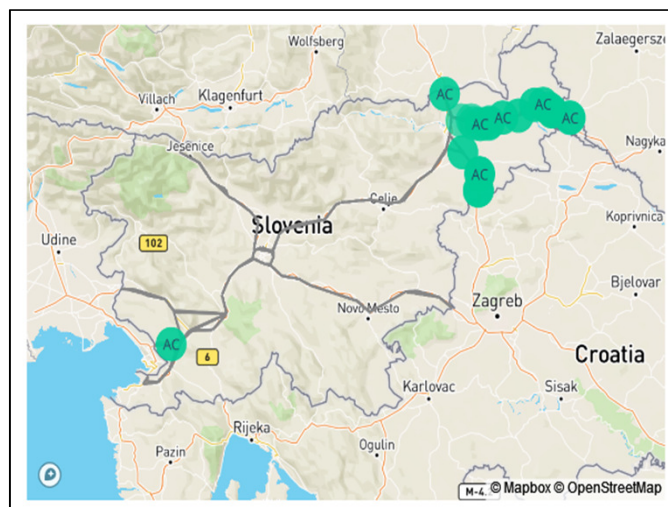 Wolfsberg
Zalaegersze
Villach
Klagenfurt
AC
AC
AC
AC
AC
Jesenice
Nagyka
AC
Celje
Koprivnica
Slovenia
Udine
102
Bjelovar
Novo Mesto
Zagreb
AC
6
Croatia
Karlovac
Sisak
Rijeka
Pazin
Ogulin
© Mapbox © OpenStreetMap